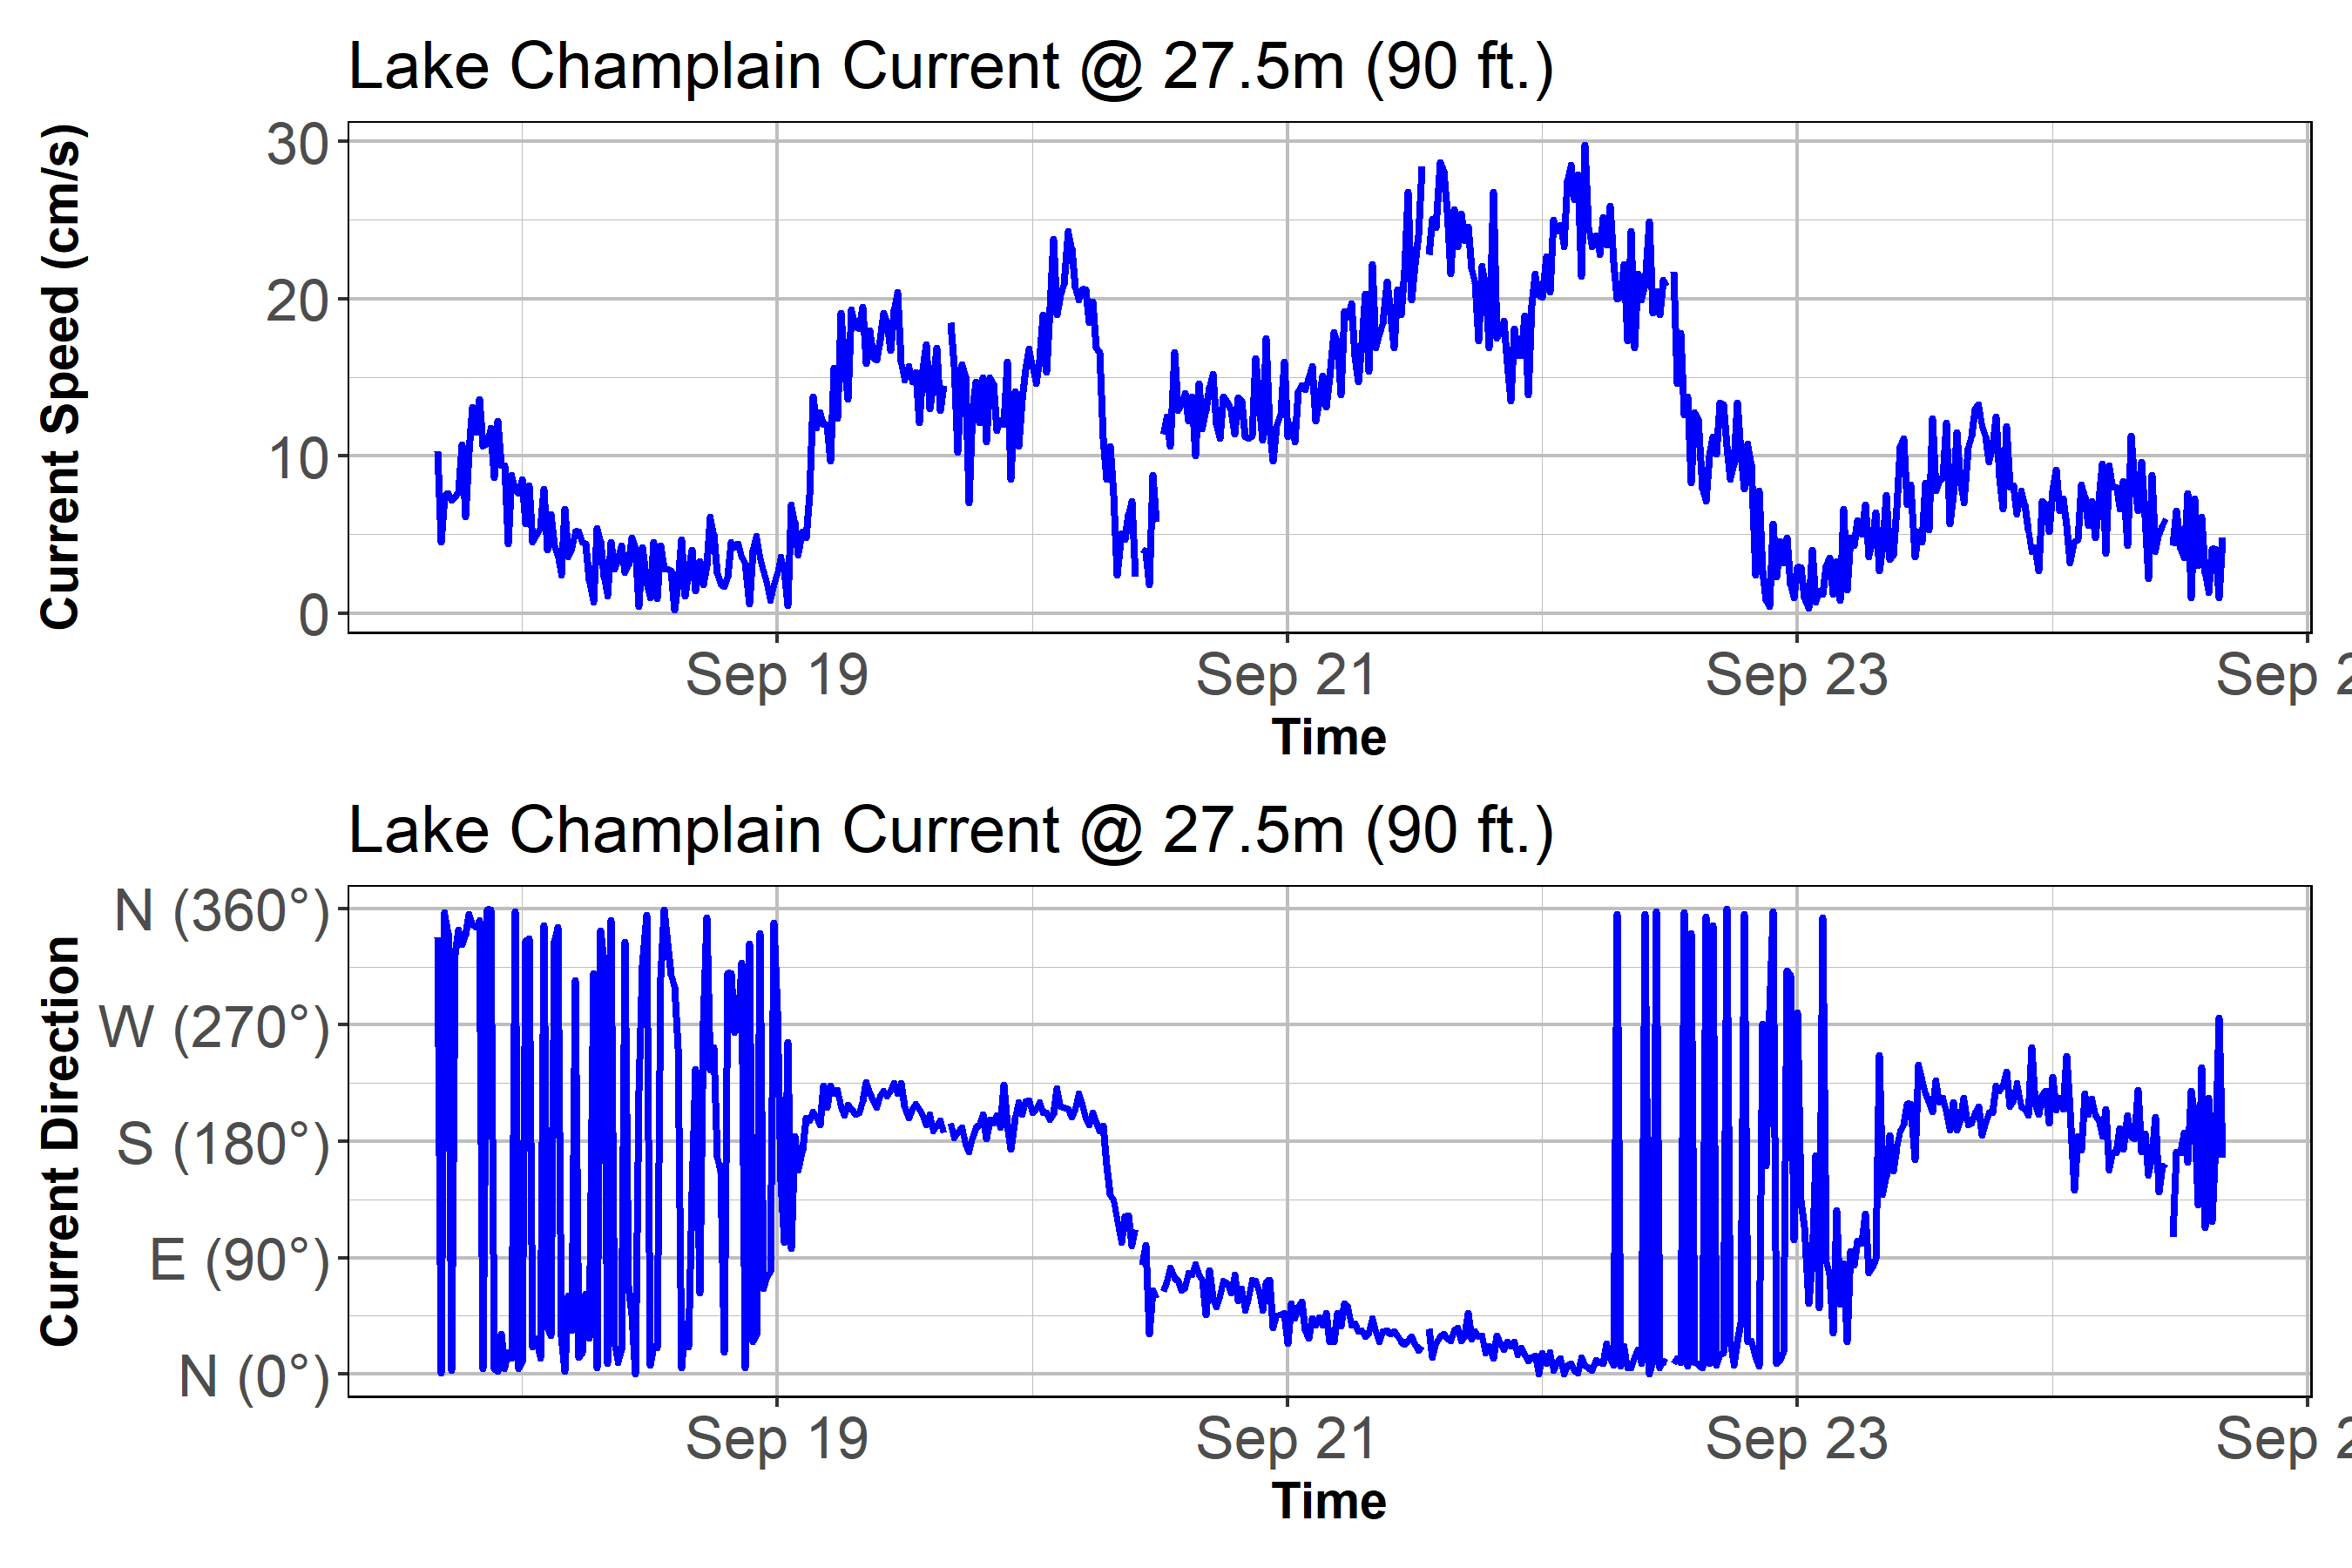 Lake Champlain Current @ 27.5m (90 ft.)
Current Speed (cm/s)
30
20
10
0
Sep 19 Sep 21 Sep 23 Sep 2
Time
Lake Champlain Current @ 27.5m (90 ft.)
Current Direction
N (360°)
W (270°)
S (180°)
E (90°)
N (0°)
Sep 19 Sep 21 Sep 23 Sep 2
Time